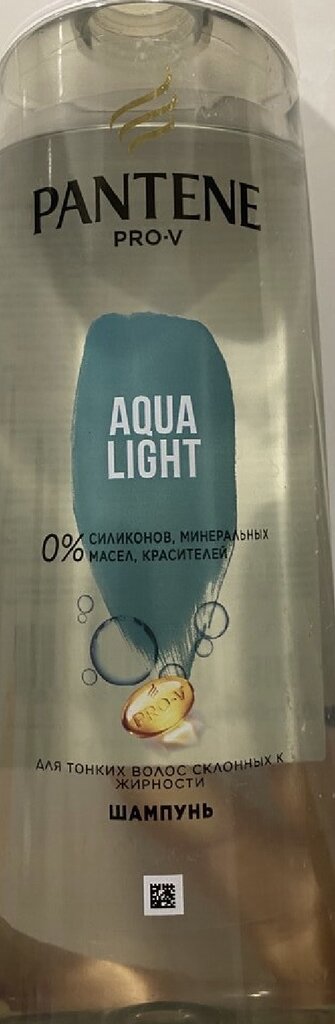 PANTENE
PRO-V
AQUA
LIGHT
0% СИЛИКОНОВ, МИНЕРАЛЬНЫХ
МАСЕЛ, КРАСИТЕЛЕЙ
PRO-V
ДЛЯ ТОНКИХ ВОЛОС СКЛОННЫХ К
ЖИРНОСТИ
ШАМПУНЬ